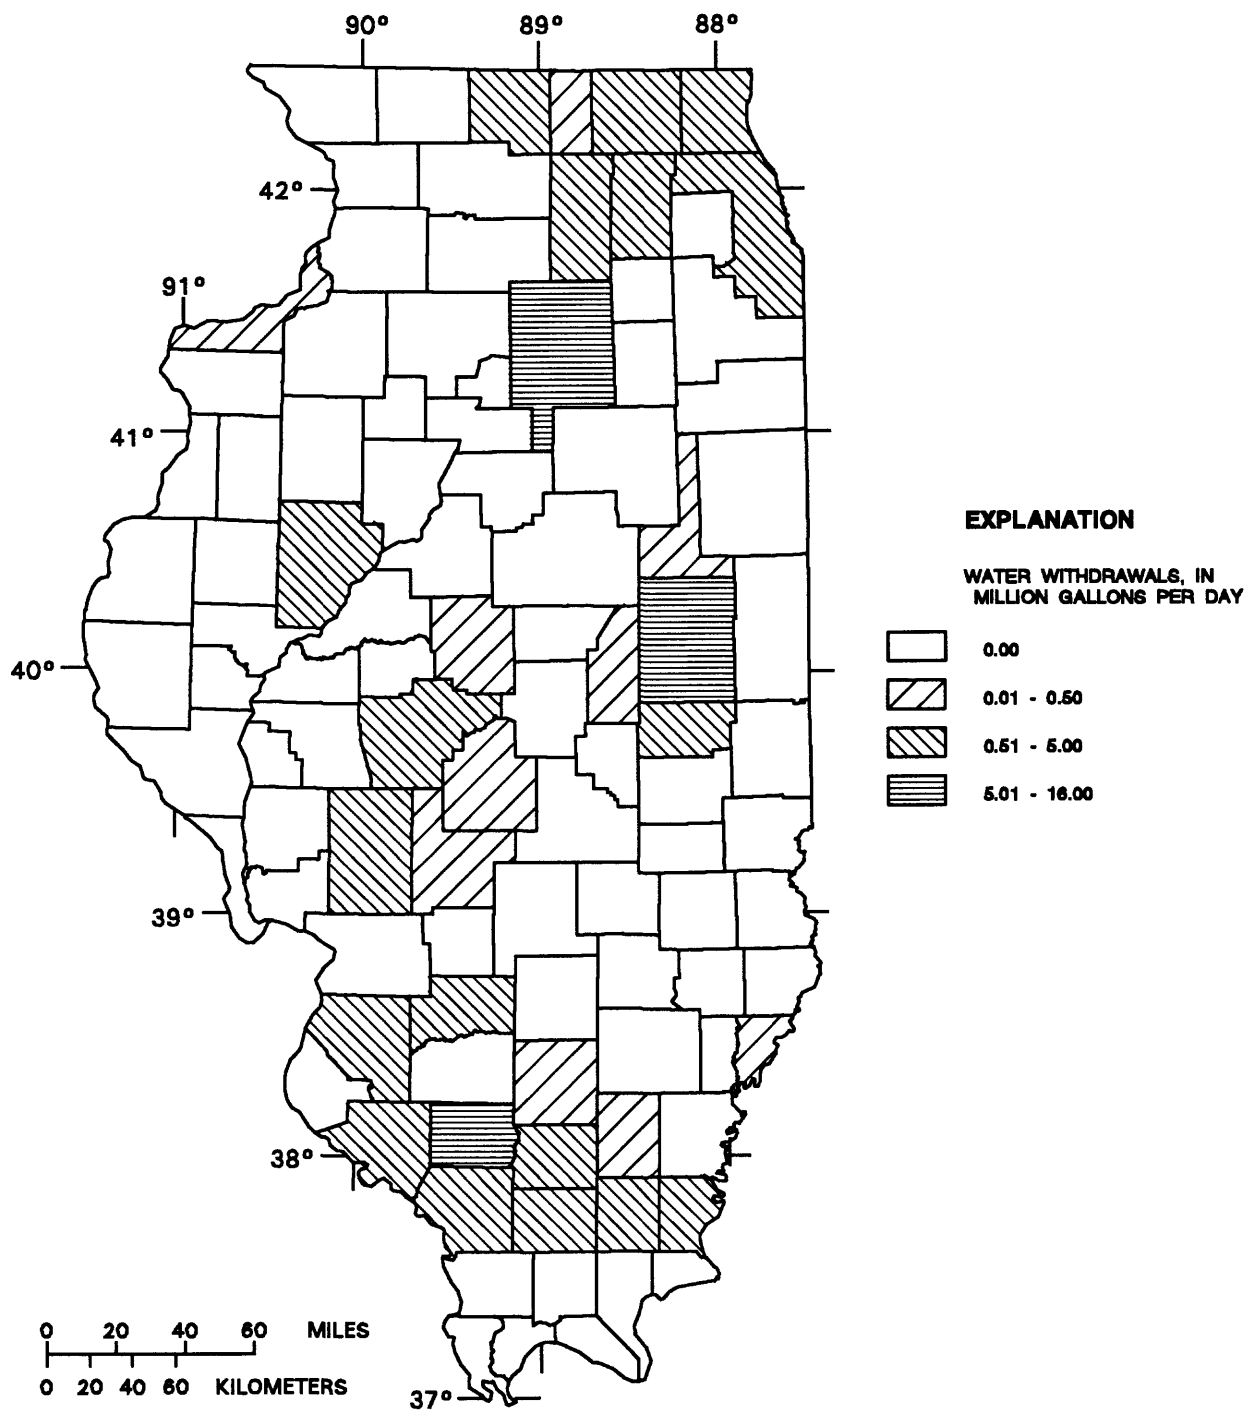 90° 89° 88°
42°
91°
41°
EXPLANATION
WATER WITHDRAWALS, IN
MILLION GALLONS PER DAY
0.00
40°
0.01 - 0.50
0.51 - 5.00
5.01 - 16.00
39°
38°
0 20 40 60 MILES
0 20 40 60 KILOMETERS
37°